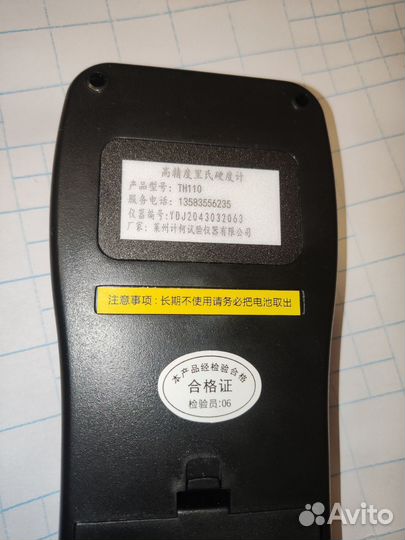 高精度里氏硬度计
产品型号：TH110
服务电话：13583556235
仪器编号：YDJ2043032063
厂家：莱州计柯试验仪器有限公司
注意事项：长期不使用请务必把电池取出
本产品经检验合格
合格证
检验员：06
Avito